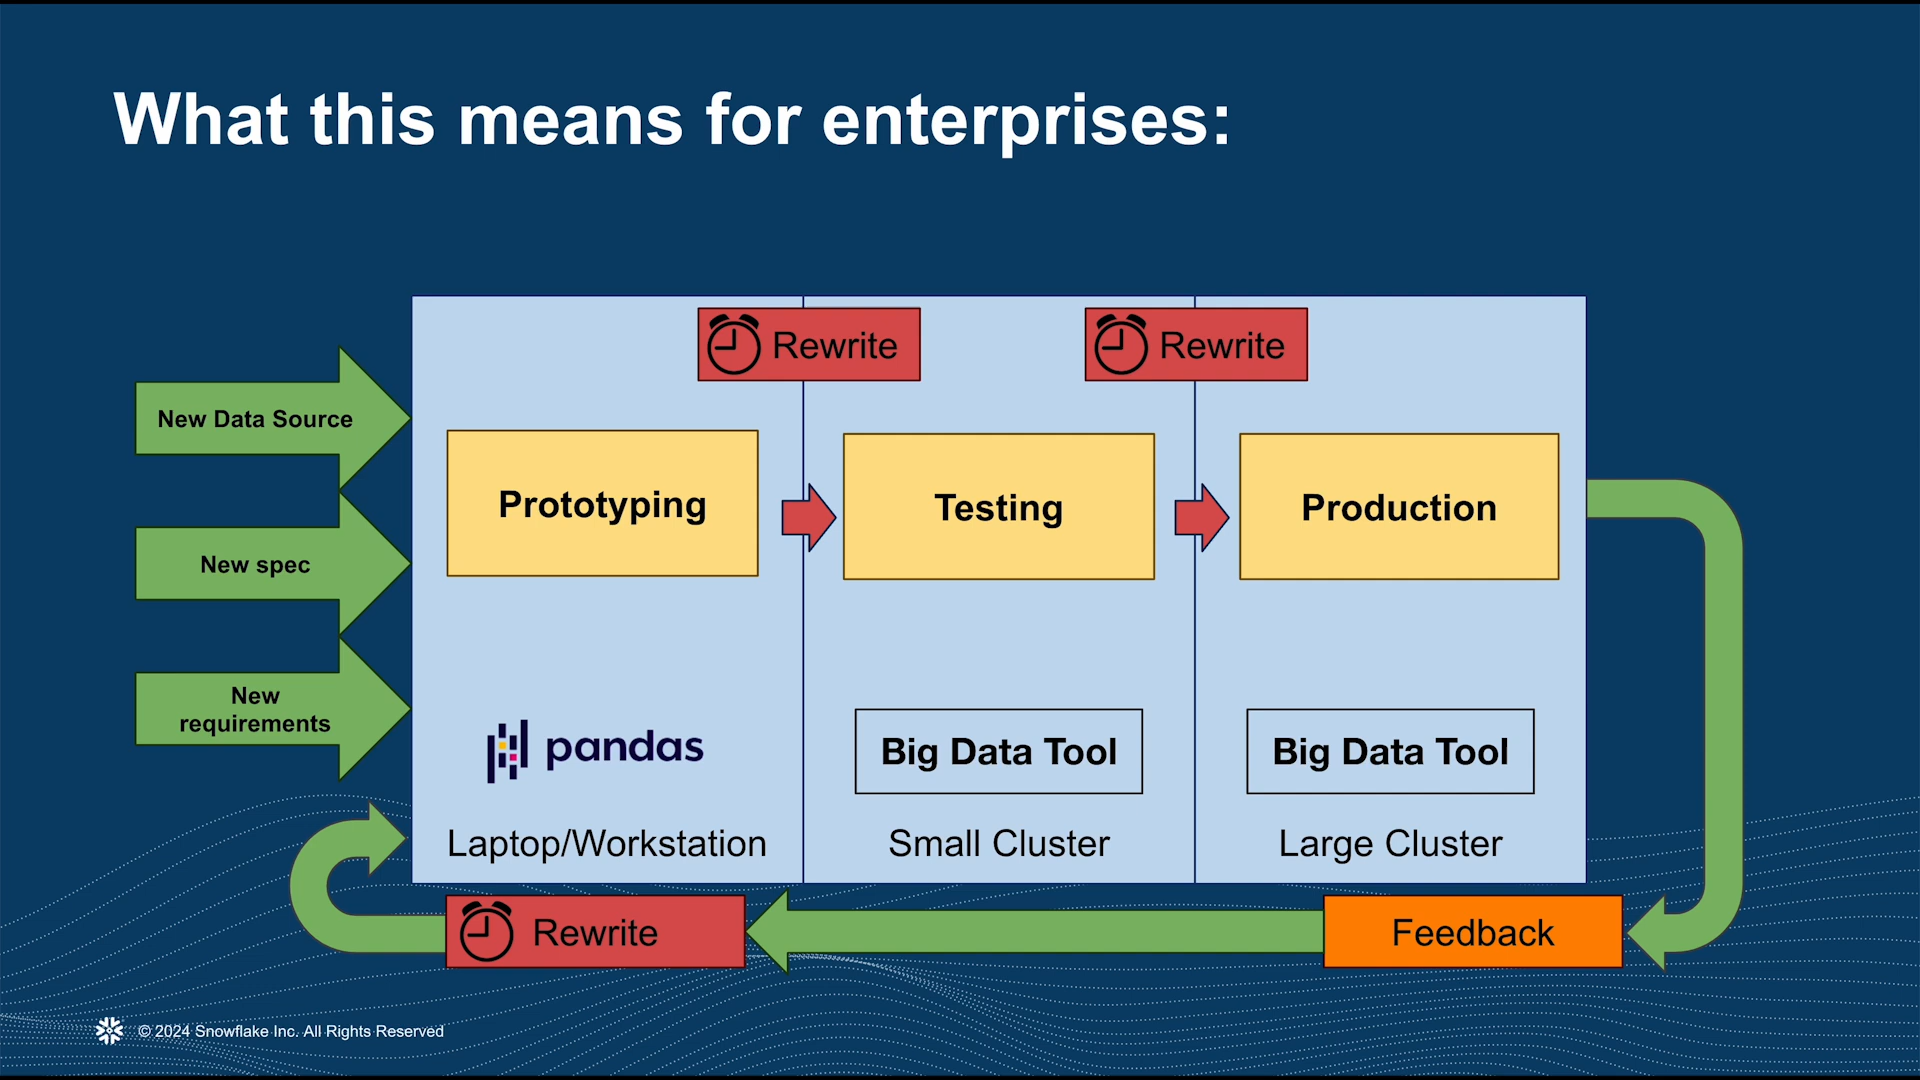 What this means for enterprises:
Rewrite
Rewrite
New Data Source
New spec
New
requirements
Prototyping
Testing
Production
pandas
Big Data Tool
Big Data Tool
Laptop/Workstation
Small Cluster
Large Cluster
Rewrite
Feedback
© 2024 Snowflake Inc. All Rights Reserved